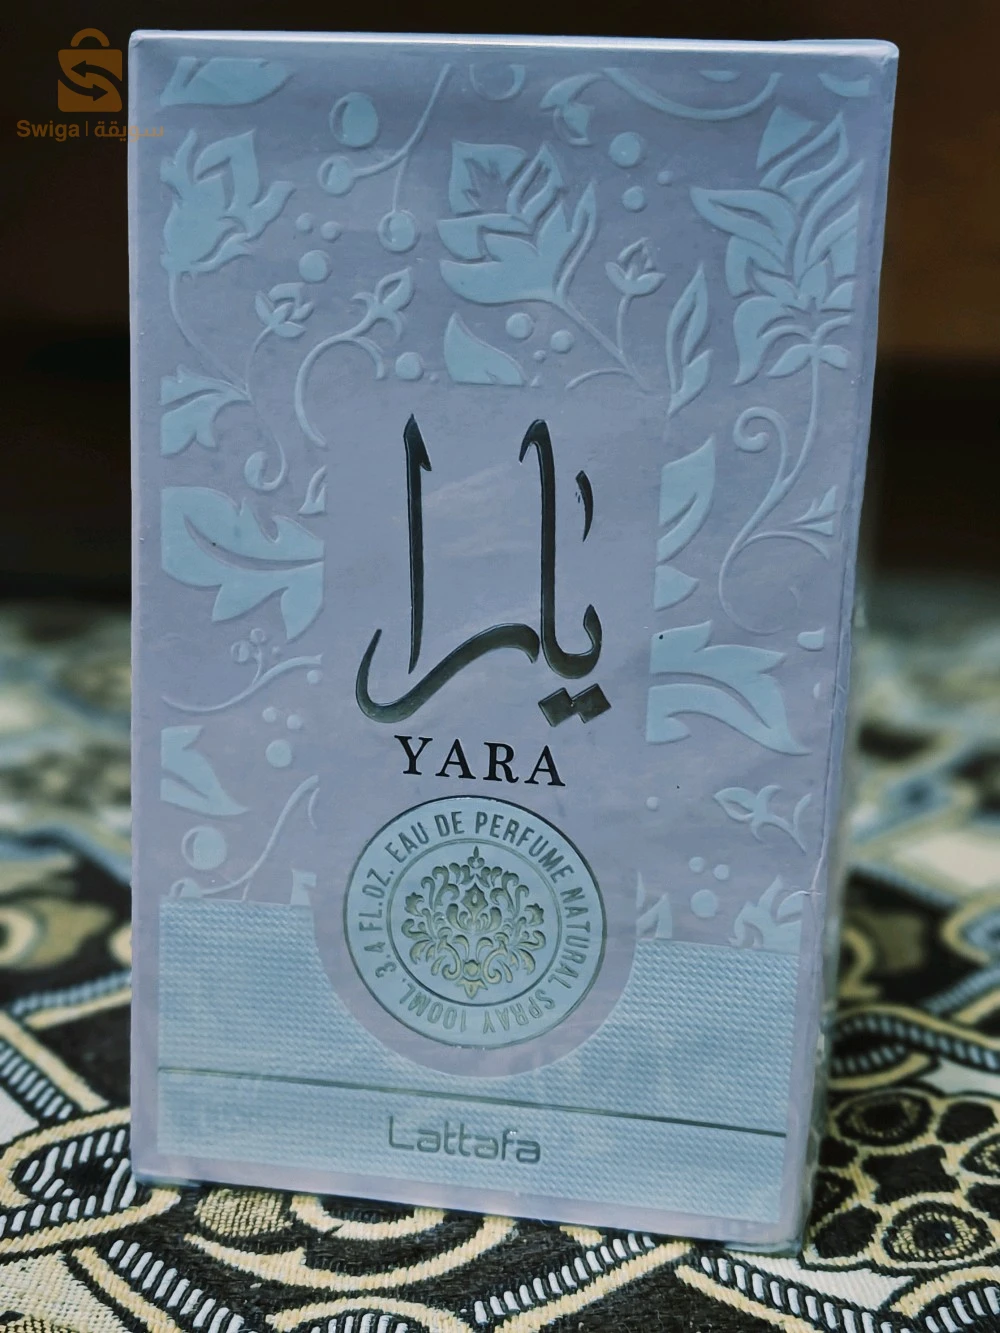 Swiga | سويقة
يارا
YARA
EAU DE PERFUME NATURAL SPRAY 100ML. 3.4 FL.OZ.
Lattafa